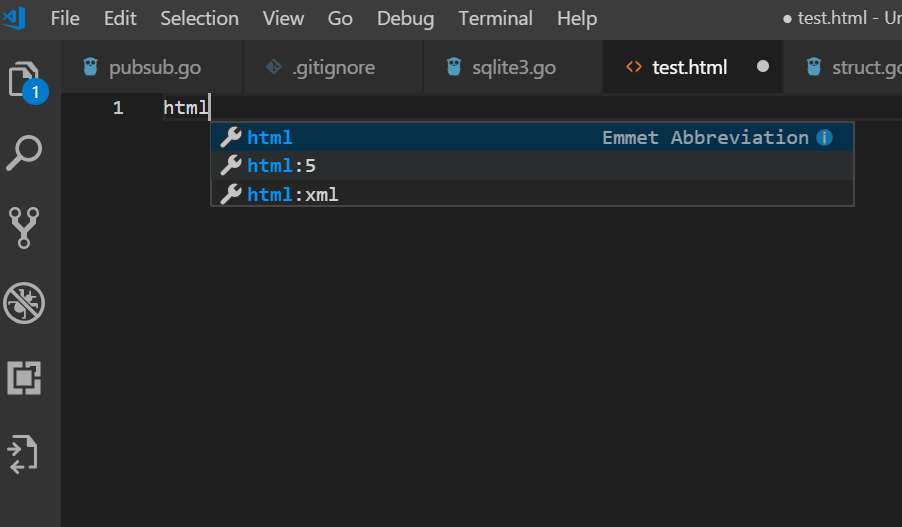 File Edit Selection View Go Debug Terminal Help ● test.html - Un
pubsub.go .gitignore sqlite3.go <> test.html struct.go
1
1 html
html Emmet Abbreviation i
html:5
html:xml